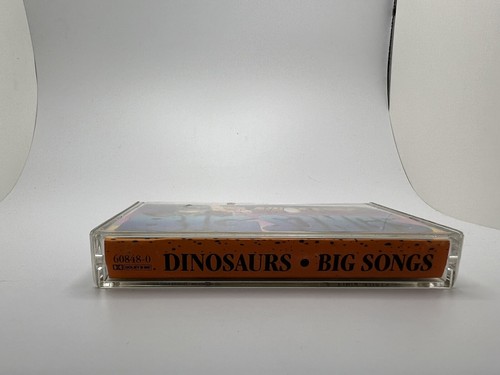 60848-0
DINOSAURS • BIG SONGS